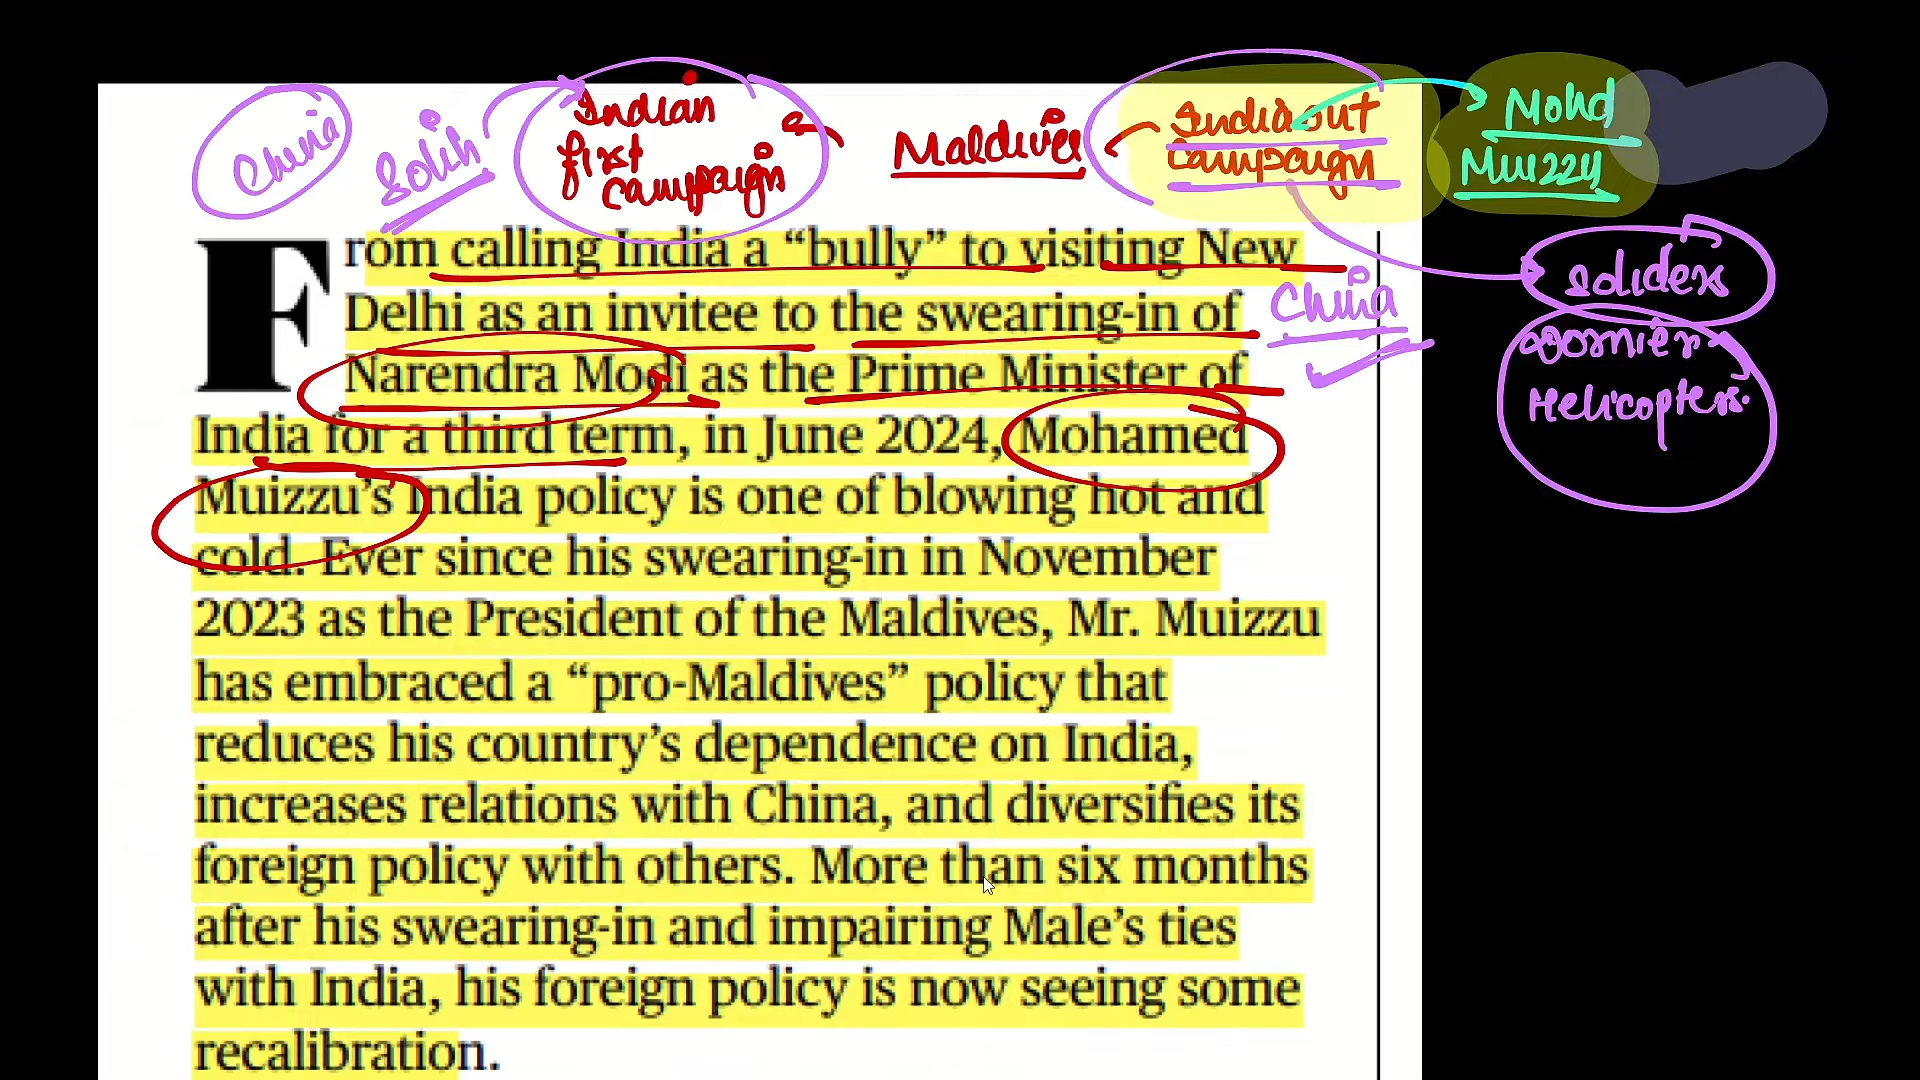 China
Solih
Indian
first
campaign
Maldives
India out
campaign
Mohd
Muizzu
From calling India a “bully” to visiting New
Delhi as an invitee to the swearing-in of
Narendra Modi as the Prime Minister of
India for a third term, in June 2024, Mohamed
Muizzu’s India policy is one of blowing hot and
cold. Ever since his swearing-in in November
2023 as the President of the Maldives, Mr. Muizzu
has embraced a “pro-Maldives” policy that
reduces his country’s dependence on India,
increases relations with China, and diversifies its
foreign policy with others. More than six months
after his swearing-in and impairing Male’s ties
with India, his foreign policy is now seeing some
recalibration.
China
Soldiers
Dornier
Helicopters.